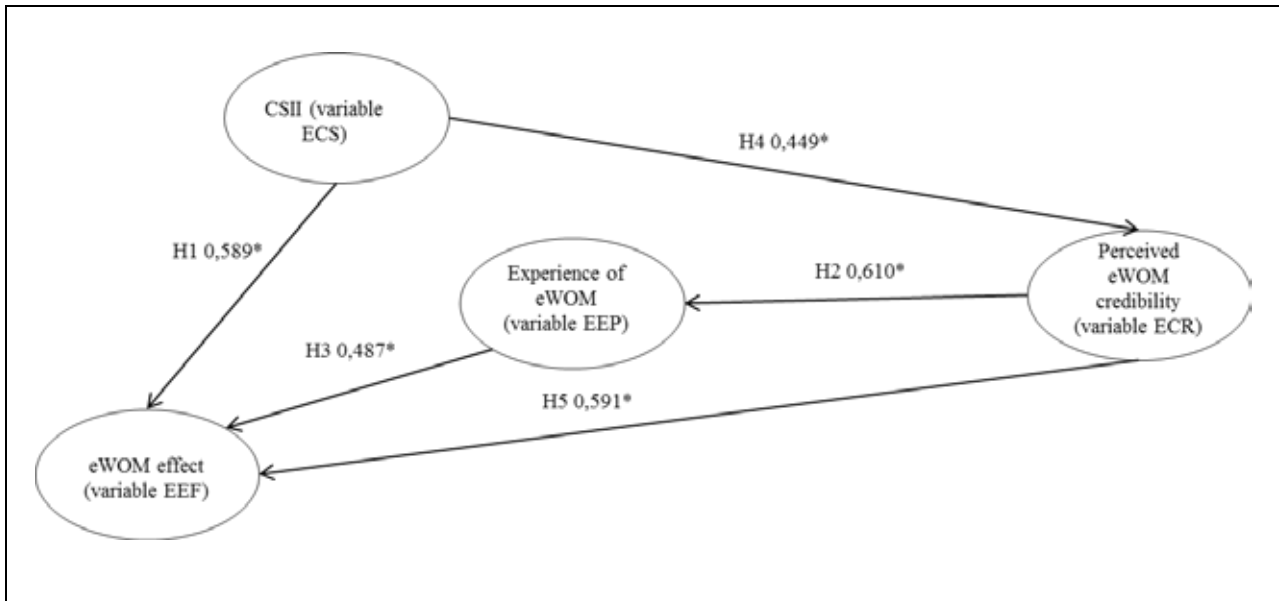 CSII (variable
ECS)
H4 0,449*
H1 0,589*
Experience of
eWOM
(variable EEP)
H2 0,610*
Perceived
eWOM
credibility
(variable ECR)
H3 0,487*
H5 0,591*
eWOM effect
(variable EEF)